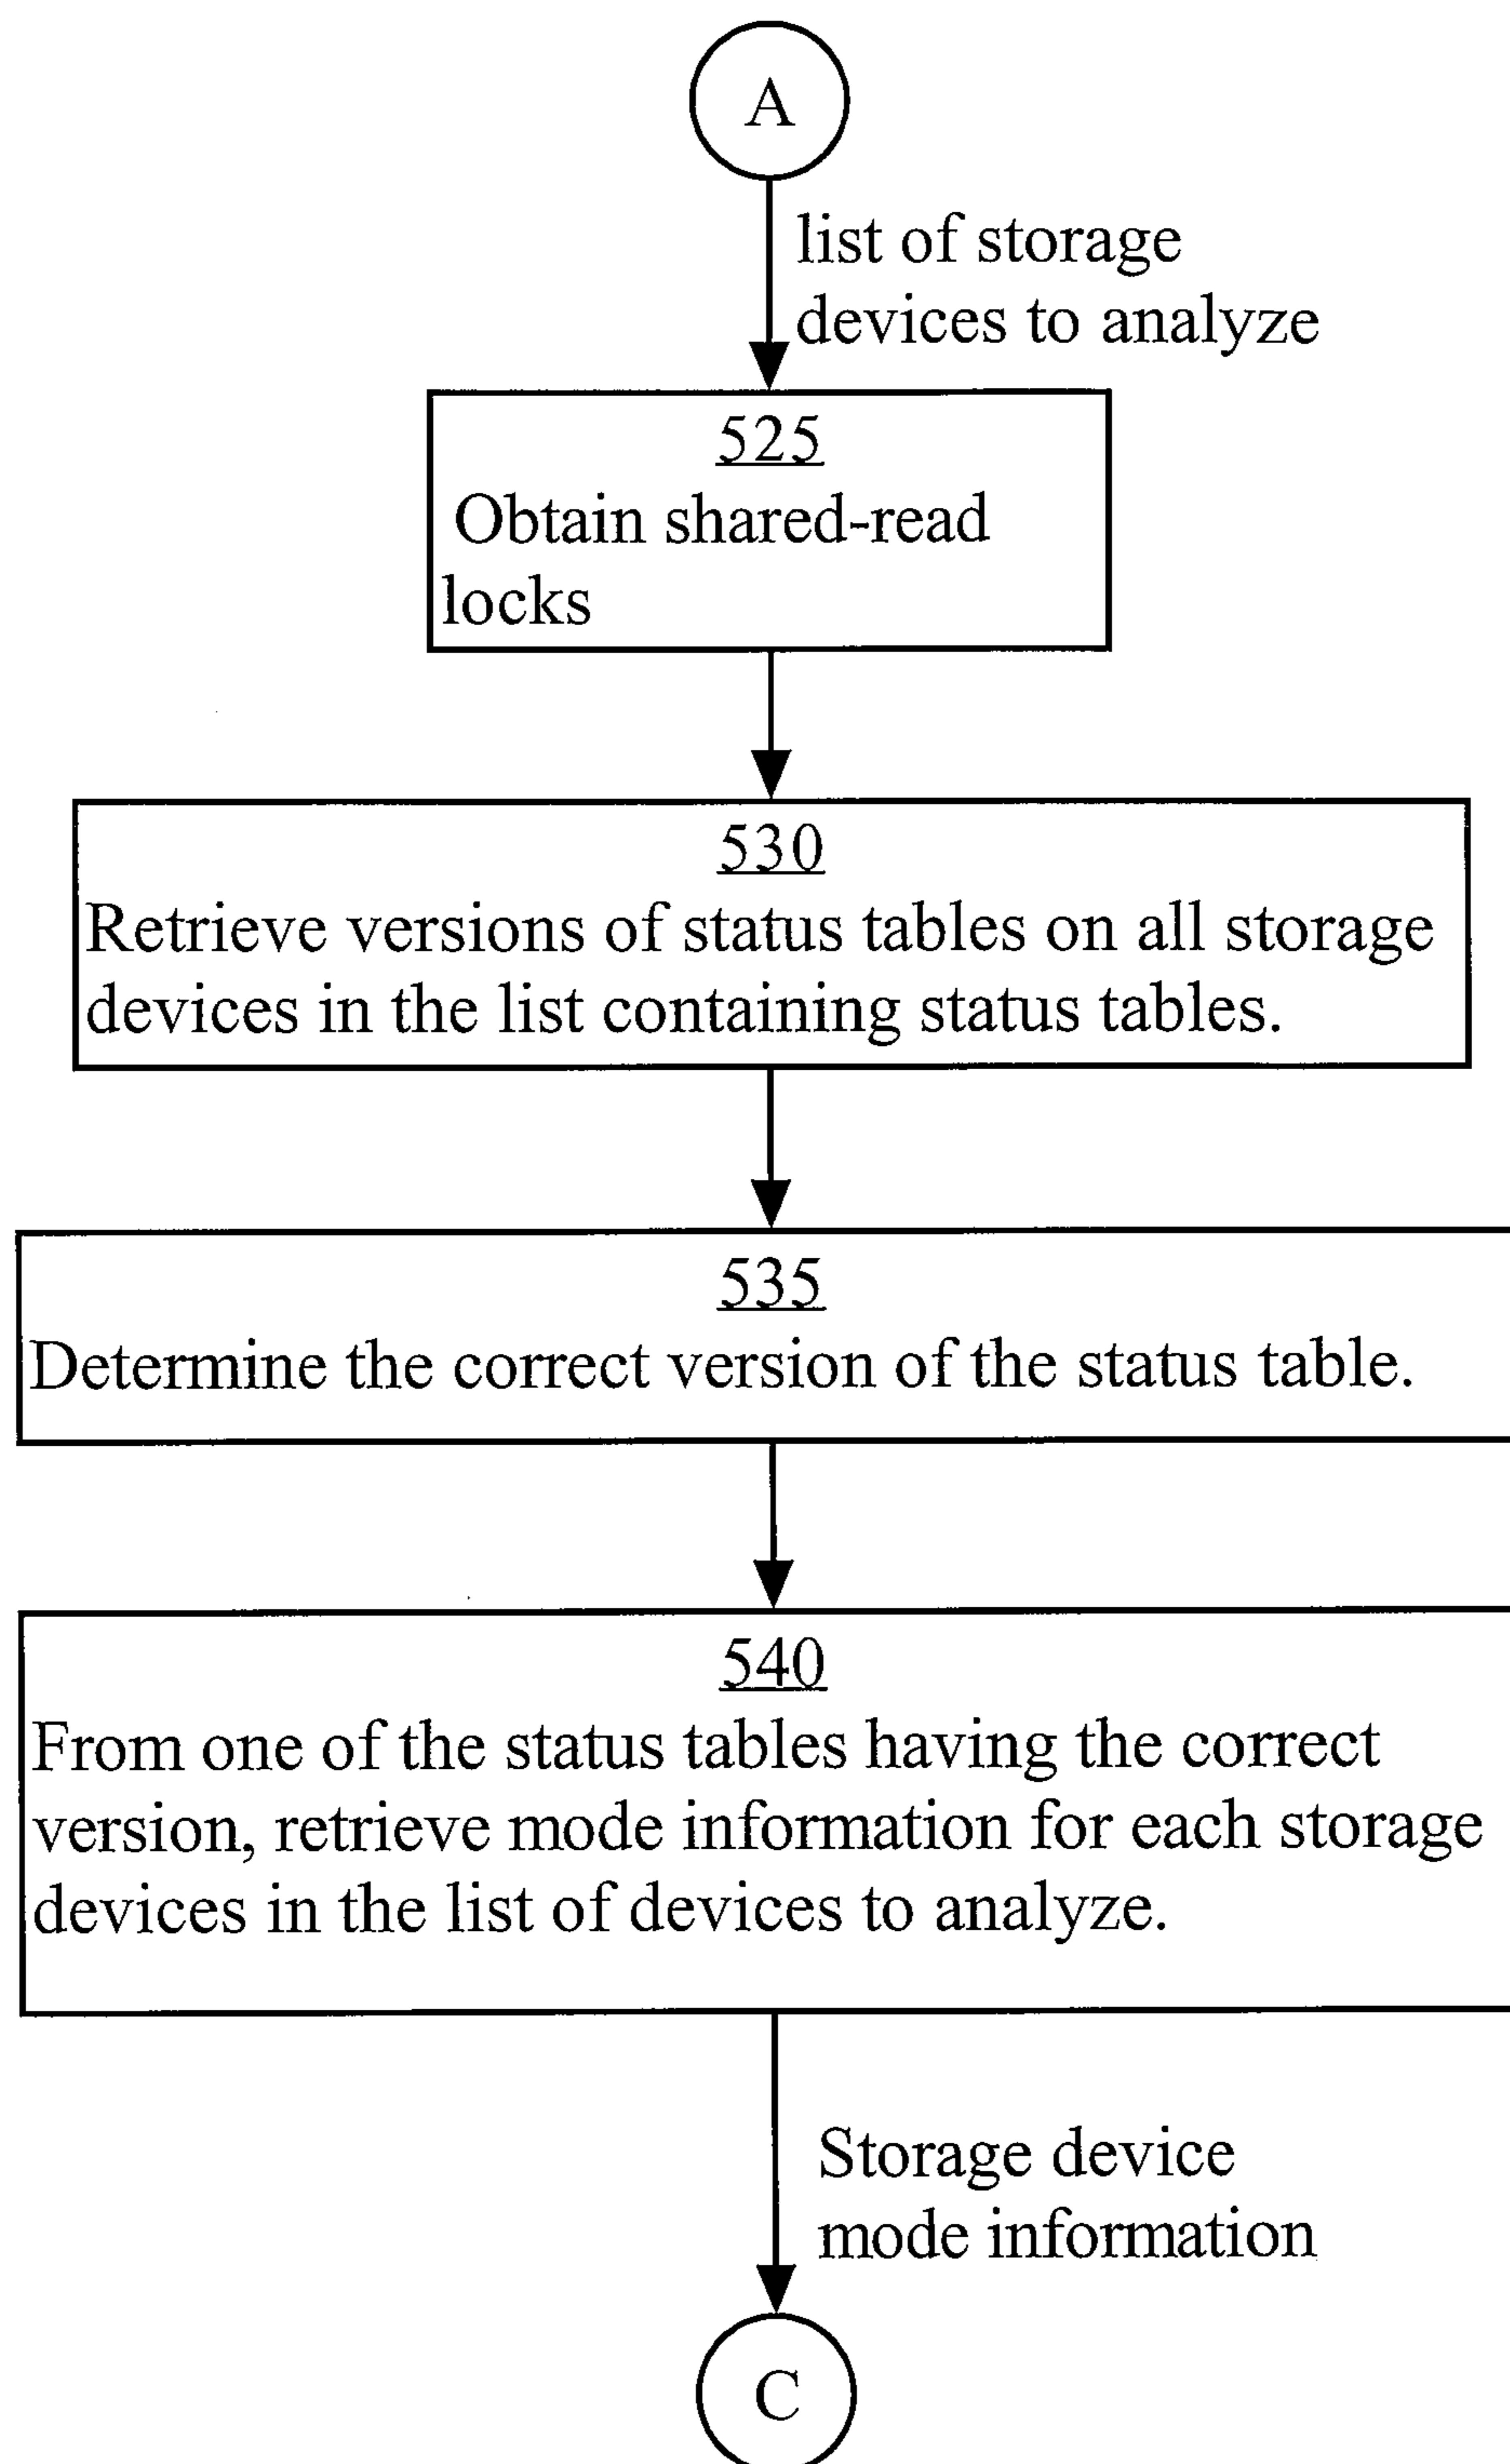 A
list of storage
devices to analyze
525
Obtain shared-read
locks
530
Retrieve versions of status tables on all storage
devices in the list containing status tables.
535
Determine the correct version of the status table.
540
From one of the status tables having the correct
version, retrieve mode information for each storage
devices in the list of devices to analyze.
Storage device
mode information
C